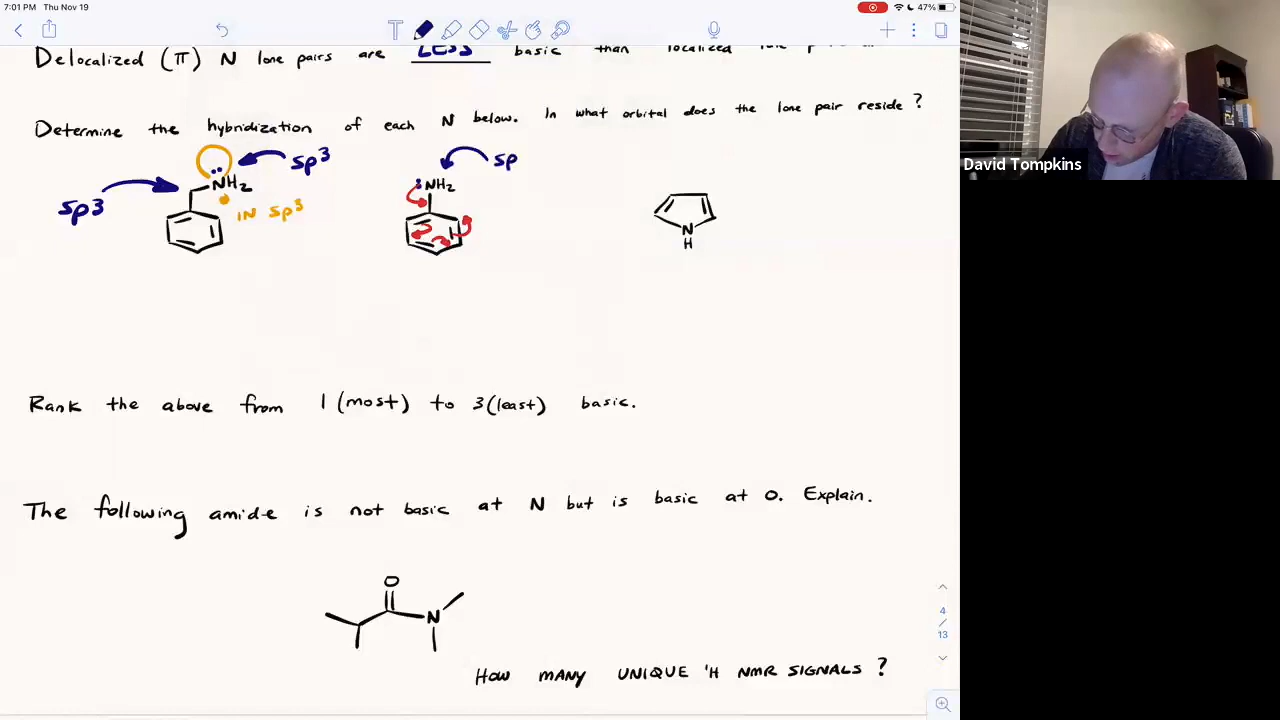 7:01 PM Thu Nov 19
47%
Delocalized (π) N lone pairs are LESS basic than localized
Determine the hybridization of each N below. In what orbital does the lone pair reside?
sp³
sp3
NH₂
IN sp³
sp
NH₂
N
H
David Tompkins
Rank the above from 1 (most) to 3 (least) basic.
The following amide is not basic at N but is basic at O. Explain.
O
N
How many unique ¹H NMR signals?
4
/
13